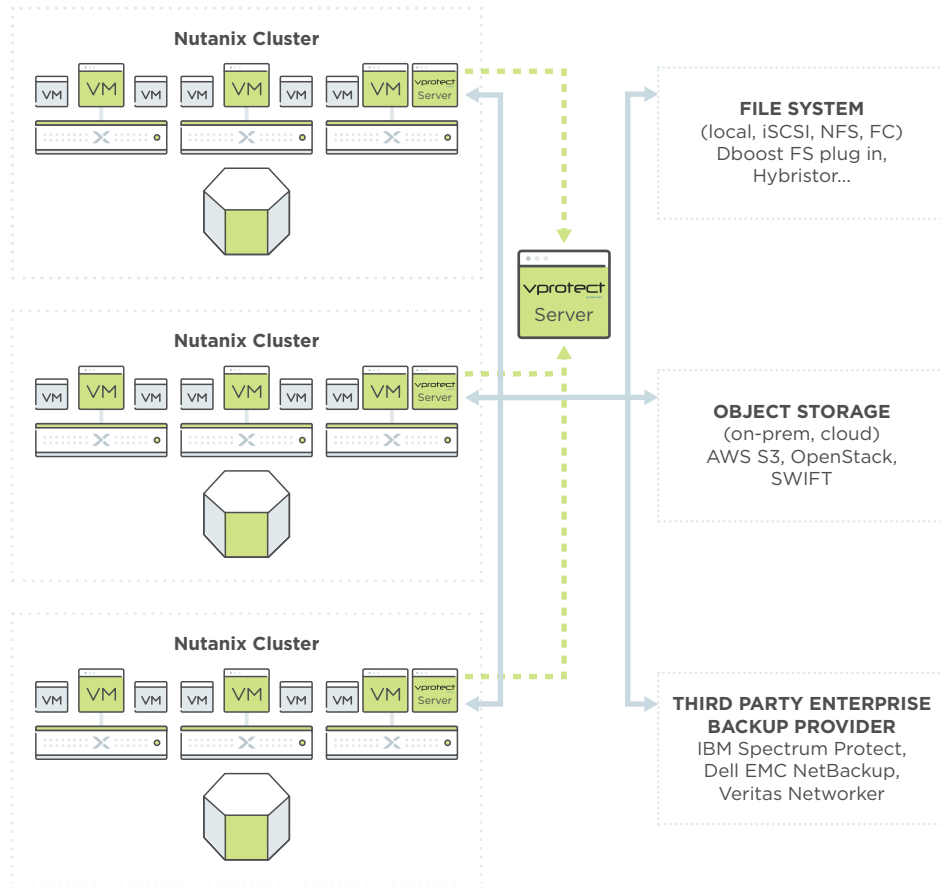 Nutanix Cluster
VM VM VM VM VM VM VM VM vprotect
Server
FILE SYSTEM
(local, iSCSI, NFS, FC)
Dboost FS plug in,
Hybristor...
vprotect
Server
Nutanix Cluster
VM VM VM VM VM VM VM VM vprotect
Server
OBJECT STORAGE
(on-prem, cloud)
AWS S3, OpenStack,
SWIFT
Nutanix Cluster
VM VM VM VM VM VM VM VM vprotect
Server
THIRD PARTY ENTERPRISE
BACKUP PROVIDER
IBM Spectrum Protect,
Dell EMC NetBackup,
Veritas Networker